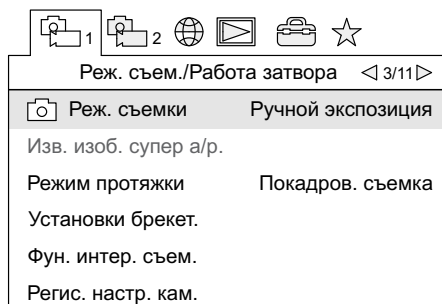 1 2
Реж. съем./Работа затвора 3/11
Реж. съемки Ручной экспозиция
Изв. изоб. супер а/р.
Режим протяжки Покадров. съемка
Установки брекет.
Фун. интер. съем.
Регис. настр. кам.